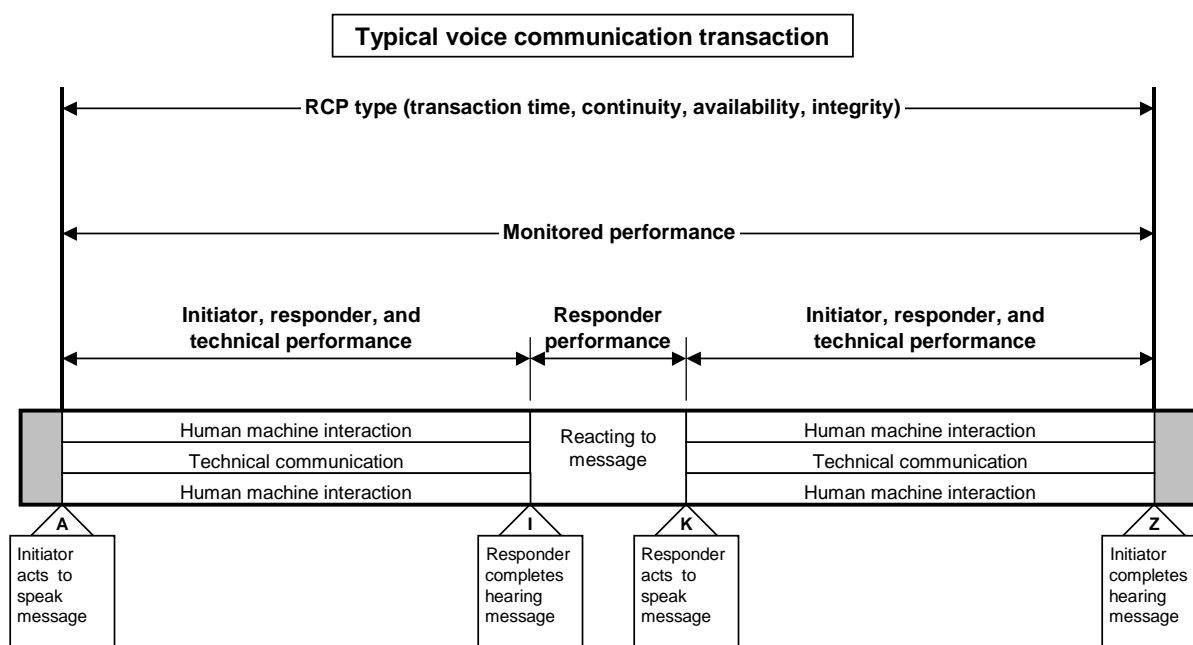 Typical voice communication transaction
RCP type (transaction time, continuity, availability, integrity)
Monitored performance
Initiator, responder, and
technical performance
Responder
performance
Initiator, responder, and
technical performance
Human machine interaction
Technical communication
Human machine interaction
Reacting to
message
Human machine interaction
Technical communication
Human machine interaction
A
Initiator
acts to
speak
message
I
Responder
completes
hearing
message
K
Responder
acts to
speak
message
Z
Initiator
completes
hearing
message